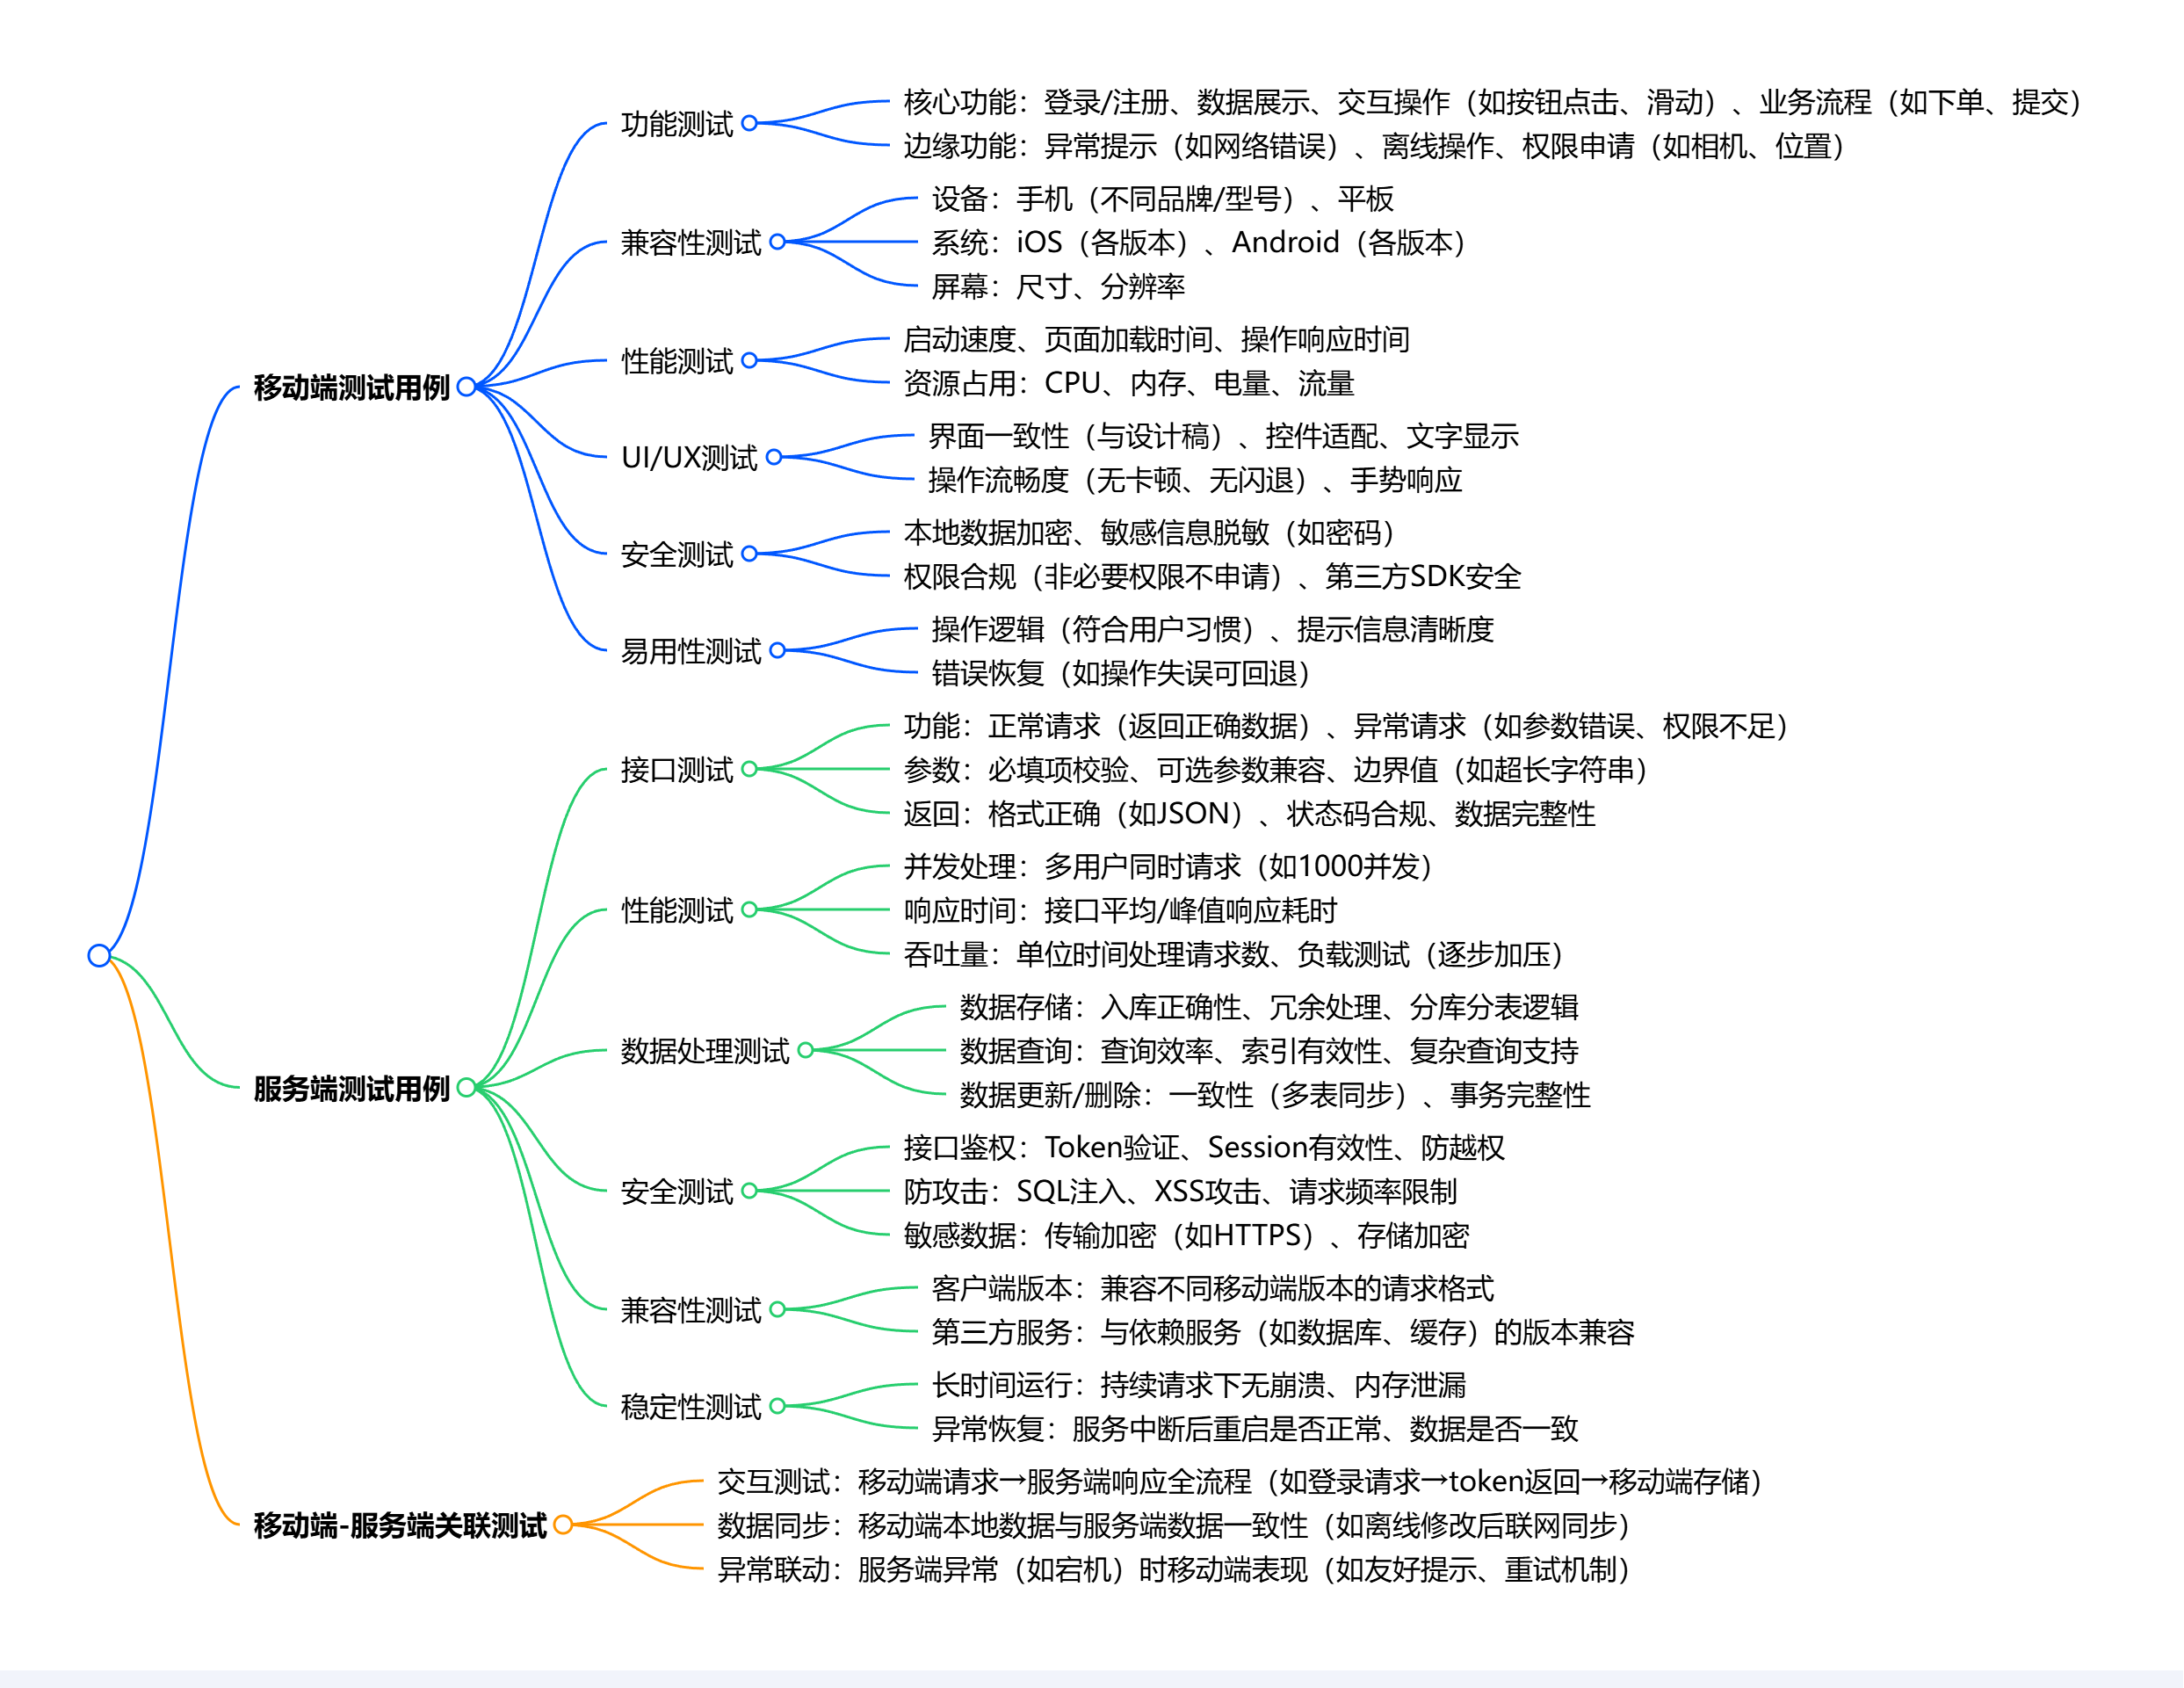 移动端测试用例
功能测试
核心功能：登录/注册、数据展示、交互操作（如按钮点击、滑动）、业务流程（如下单、提交）
边缘功能：异常提示（如网络错误）、离线操作、权限申请（如相机、位置）
兼容性测试
设备：手机（不同品牌/型号）、平板
系统：iOS（各版本）、Android（各版本）
屏幕：尺寸、分辨率
性能测试
启动速度、页面加载时间、操作响应时间
资源占用：CPU、内存、电量、流量
UI/UX测试
界面一致性（与设计稿）、控件适配、文字显示
操作流畅度（无卡顿、无闪退）、手势响应
安全测试
本地数据加密、敏感信息脱敏（如密码）
权限合规（非必要权限不申请）、第三方SDK安全
易用性测试
操作逻辑（符合用户习惯）、提示信息清晰度
错误恢复（如操作失误可回退）
服务端测试用例
接口测试
功能：正常请求（返回正确数据）、异常请求（如参数错误、权限不足）
参数：必填项校验、可选参数兼容、边界值（如超长字符串）
返回：格式正确（如JSON）、状态码合规、数据完整性
性能测试
并发处理：多用户同时请求（如1000并发）
响应时间：接口平均/峰值响应耗时
吞吐量：单位时间处理请求数、负载测试（逐步加压）
数据处理测试
数据存储：入库正确性、冗余处理、分库分表逻辑
数据查询：查询效率、索引有效性、复杂查询支持
数据更新/删除：一致性（多表同步）、事务完整性
安全测试
接口鉴权：Token验证、Session有效性、防越权
防攻击：SQL注入、XSS攻击、请求频率限制
敏感数据：传输加密（如HTTPS）、存储加密
兼容性测试
客户端版本：兼容不同移动端版本的请求格式
第三方服务：与依赖服务（如数据库、缓存）的版本兼容
稳定性测试
长时间运行：持续请求下无崩溃、内存泄漏
异常恢复：服务中断后重启是否正常、数据是否一致
移动端-服务端关联测试
交互测试：移动端请求→服务端响应全流程（如登录请求→token返回→移动端存储）
数据同步：移动端本地数据与服务端数据一致性（如离线修改后联网同步）
异常联动：服务端异常（如宕机）时移动端表现（如友好提示、重试机制）